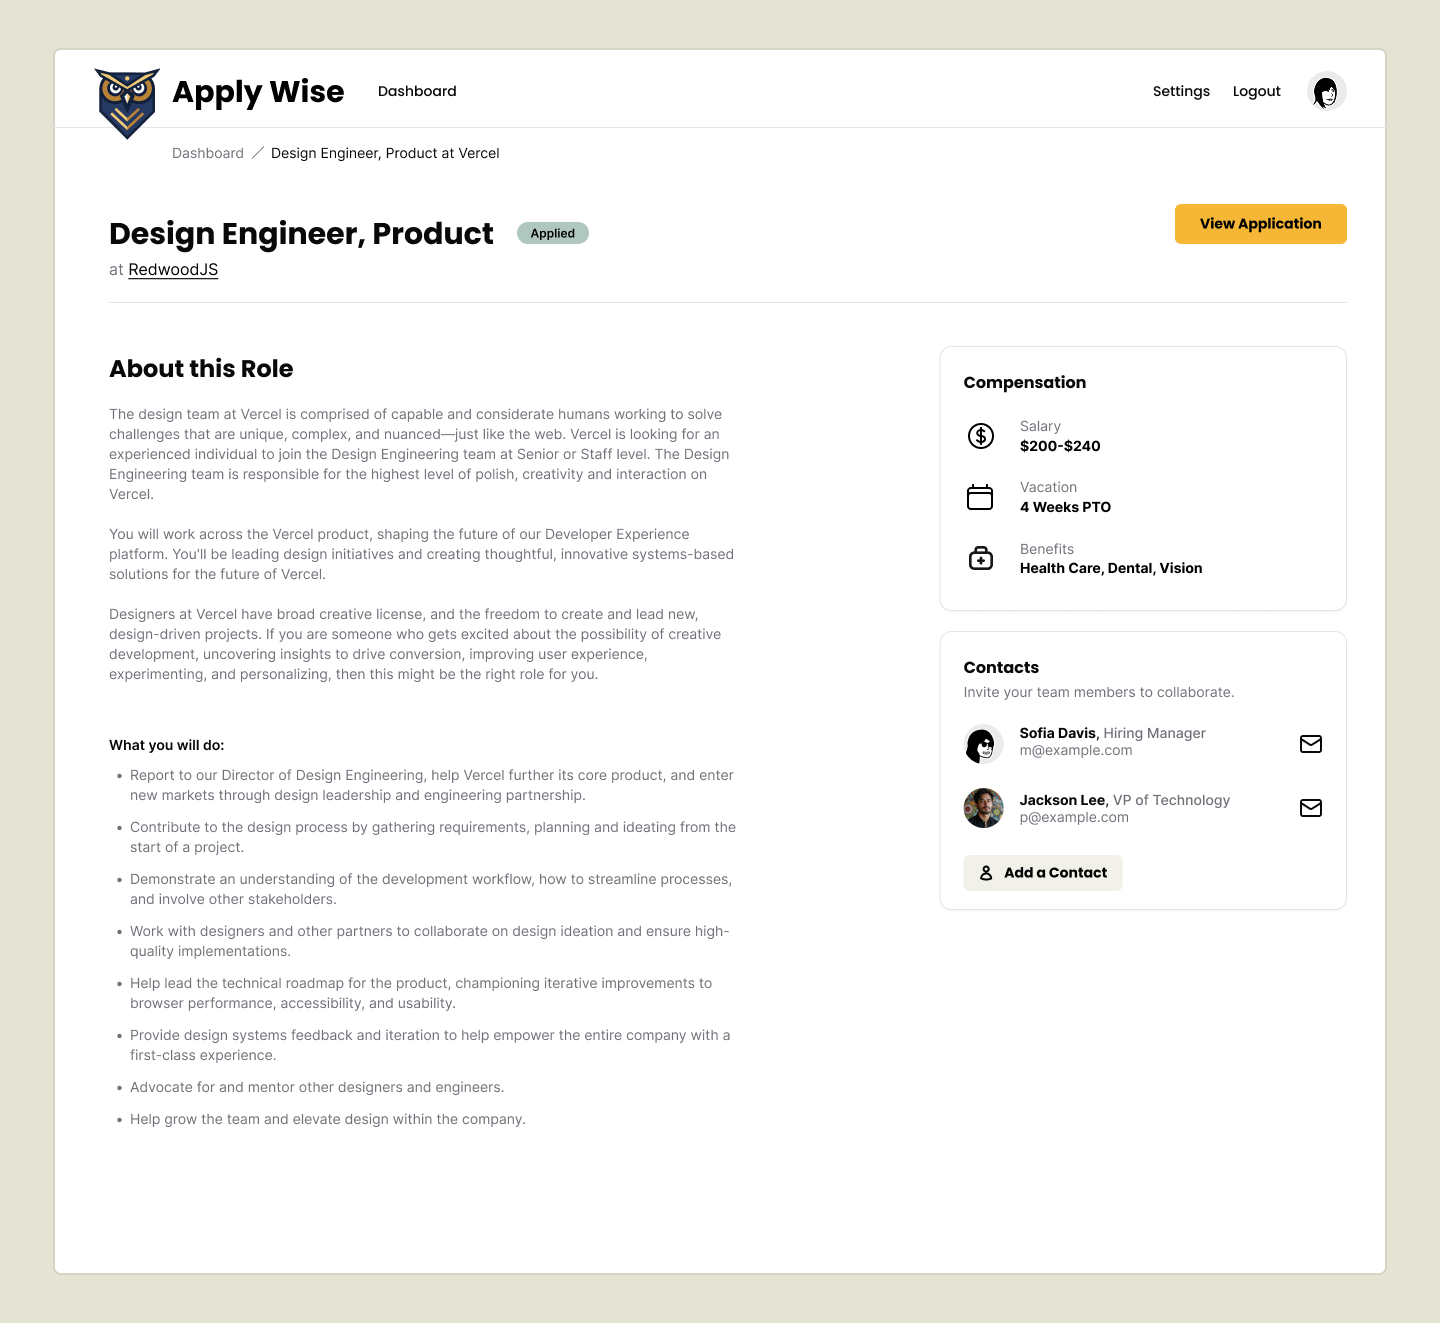 Apply Wise
Dashboard
Settings
Logout
Dashboard / Design Engineer, Product at Vercel
Design Engineer, Product
Applied
View Application
at RedwoodJS
About this Role
The design team at Vercel is comprised of capable and considerate humans working to solve
challenges that are unique, complex, and nuanced—just like the web. Vercel is looking for an
experienced individual to join the Design Engineering team at Senior or Staff level. The Design
Engineering team is responsible for the highest level of polish, creativity and interaction on
Vercel.
You will work across the Vercel product, shaping the future of our Developer Experience
platform. You'll be leading design initiatives and creating thoughtful, innovative systems-based
solutions for the future of Vercel.
Designers at Vercel have broad creative license, and the freedom to create and lead new,
design-driven projects. If you are someone who gets excited about the possibility of creative
development, uncovering insights to drive conversion, improving user experience,
experimenting, and personalizing, then this might be the right role for you.
What you will do:
• Report to our Director of Design Engineering, help Vercel further its core product, and enter
new markets through design leadership and engineering partnership.
• Contribute to the design process by gathering requirements, planning and ideating from the
start of a project.
• Demonstrate an understanding of the development workflow, how to streamline processes,
and involve other stakeholders.
• Work with designers and other partners to collaborate on design ideation and ensure high-
quality implementations.
• Help lead the technical roadmap for the product, championing iterative improvements to
browser performance, accessibility, and usability.
• Provide design systems feedback and iteration to help empower the entire company with a
first-class experience.
• Advocate for and mentor other designers and engineers.
• Help grow the team and elevate design within the company.
Compensation
Salary
$200-$240
Vacation
4 Weeks PTO
Benefits
Health Care, Dental, Vision
Contacts
Invite your team members to collaborate.
Sofia Davis, Hiring Manager
m@example.com
Jackson Lee, VP of Technology
p@example.com
Add a Contact